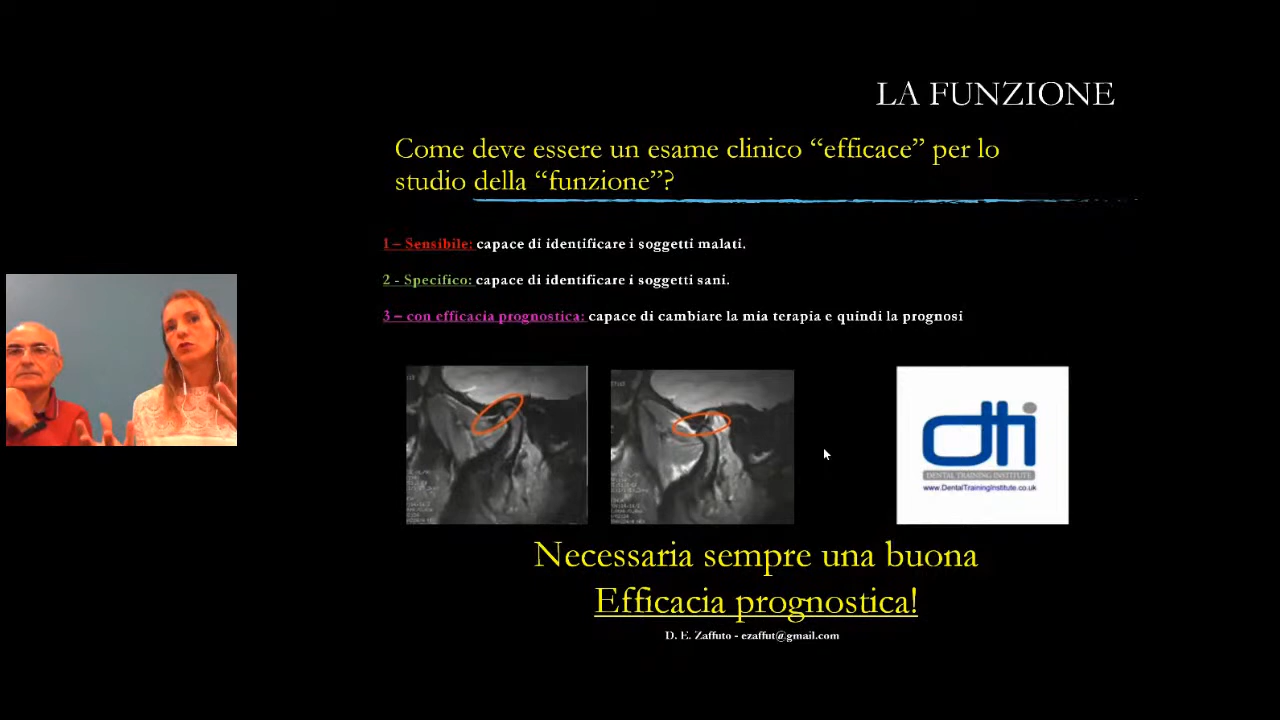 LA FUNZIONE
Come deve essere un esame clinico “efficace” per lo
studio della “funzione”?
1 – Sensibile: capace di identificare i soggetti malati.
2 - Specifico: capace di identificare i soggetti sani.
3 – con efficacia prognostica: capace di cambiare la mia terapia e quindi la prognosi
dti
DENTAL TRAINING INSTITUTE
www.DentalTrainingInstitute.co.uk
Necessaria sempre una buona
Efficacia prognostica!
D. E. Zaffuto - ezaffut@gmail.com